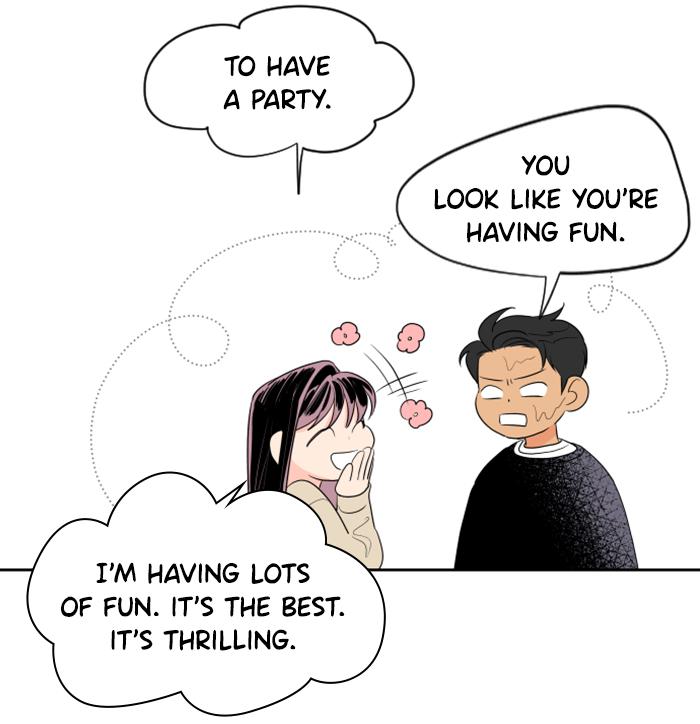 TO HAVE
A PARTY.
YOU
LOOK LIKE YOU'RE
HAVING FUN.
I'M HAVING LOTS
OF FUN. IT'S THE BEST.
IT'S THRILLING.